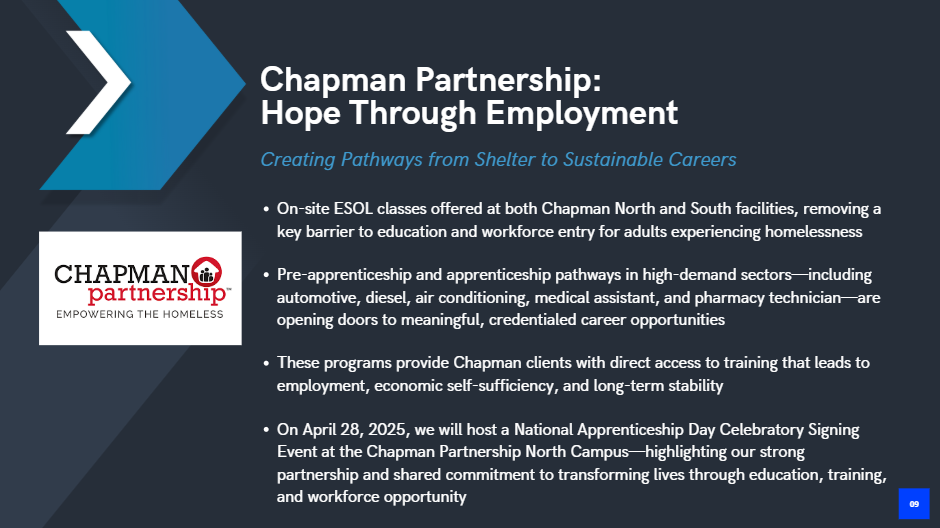 Chapman Partnership:
Hope Through Employment
Creating Pathways from Shelter to Sustainable Careers
• On-site ESOL classes offered at both Chapman North and South facilities, removing a
key barrier to education and workforce entry for adults experiencing homelessness
• Pre-apprenticeship and apprenticeship pathways in high-demand sectors—including
automotive, diesel, air conditioning, medical assistant, and pharmacy technician—are
opening doors to meaningful, credentialed career opportunities
• These programs provide Chapman clients with direct access to training that leads to
employment, economic self-sufficiency, and long-term stability
• On April 28, 2025, we will host a National Apprenticeship Day Celebratory Signing
Event at the Chapman Partnership North Campus—highlighting our strong
partnership and shared commitment to transforming lives through education, training,
and workforce opportunity
CHAPMAN
partnership™
EMPOWERING THE HOMELESS
09